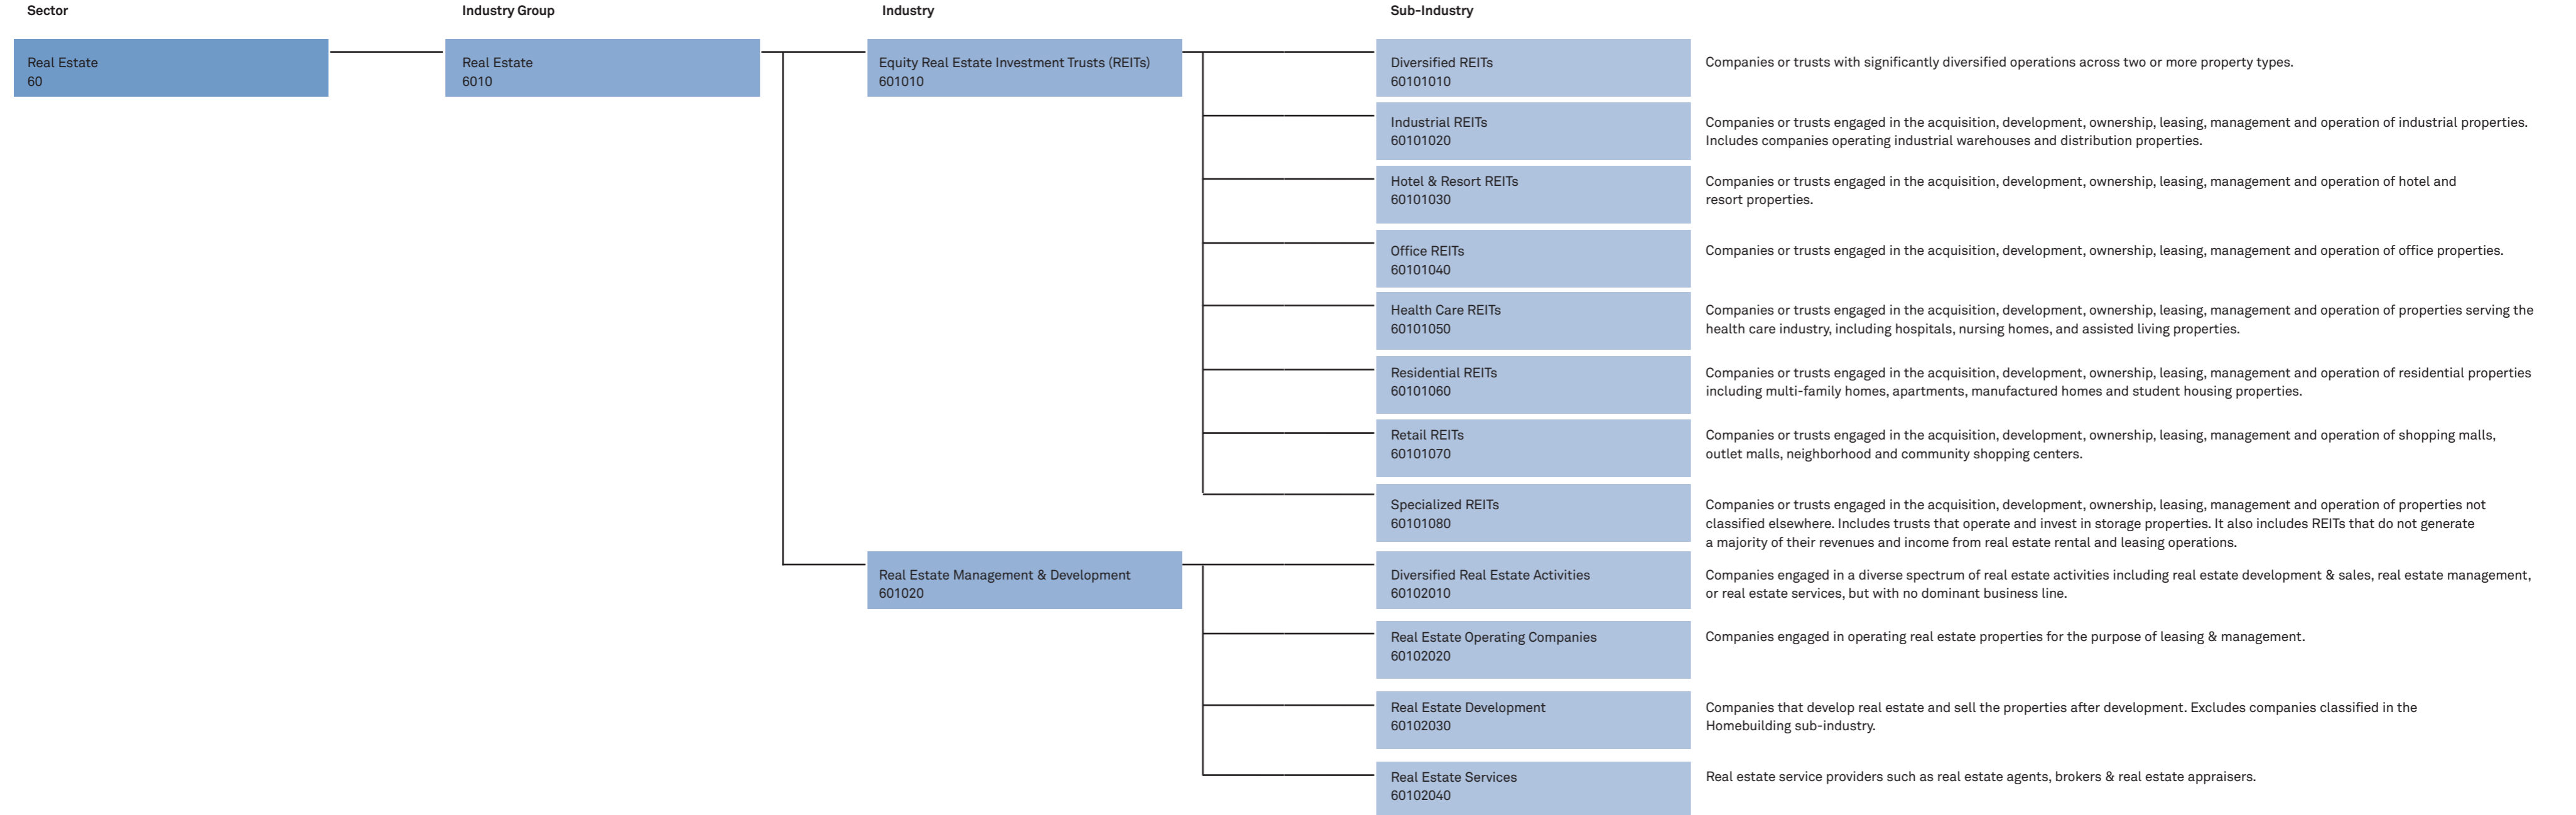 Sector
Industry Group
Industry
Sub-Industry
Real Estate
60
Real Estate
6010
Equity Real Estate Investment Trusts (REITs)
601010
Diversified REITs
60101010
Companies or trusts with significantly diversified operations across two or more property types.
Industrial REITs
60101020
Companies or trusts engaged in the acquisition, development, ownership, leasing, management and operation of industrial properties.
Includes companies operating industrial warehouses and distribution properties.
Hotel & Resort REITs
60101030
Companies or trusts engaged in the acquisition, development, ownership, leasing, management and operation of hotel and
resort properties.
Office REITs
60101040
Companies or trusts engaged in the acquisition, development, ownership, leasing, management and operation of office properties.
Health Care REITs
60101050
Companies or trusts engaged in the acquisition, development, ownership, leasing, management and operation of properties serving the
health care industry, including hospitals, nursing homes, and assisted living properties.
Residential REITs
60101060
Companies or trusts engaged in the acquisition, development, ownership, leasing, management and operation of residential properties
including multi-family homes, apartments, manufactured homes and student housing properties.
Retail REITs
60101070
Companies or trusts engaged in the acquisition, development, ownership, leasing, management and operation of shopping malls,
outlet malls, neighborhood and community shopping centers.
Specialized REITs
60101080
Companies or trusts engaged in the acquisition, development, ownership, leasing, management and operation of properties not
classified elsewhere. Includes trusts that operate and invest in storage properties. It also includes REITs that do not generate
a majority of their revenues and income from real estate rental and leasing operations.
Real Estate Management & Development
601020
Diversified Real Estate Activities
60102010
Companies engaged in a diverse spectrum of real estate activities including real estate development & sales, real estate management,
or real estate services, but with no dominant business line.
Real Estate Operating Companies
60102020
Companies engaged in operating real estate properties for the purpose of leasing & management.
Real Estate Development
60102030
Companies that develop real estate and sell the properties after development. Excludes companies classified in the
Homebuilding sub-industry.
Real Estate Services
60102040
Real estate service providers such as real estate agents, brokers & real estate appraisers.